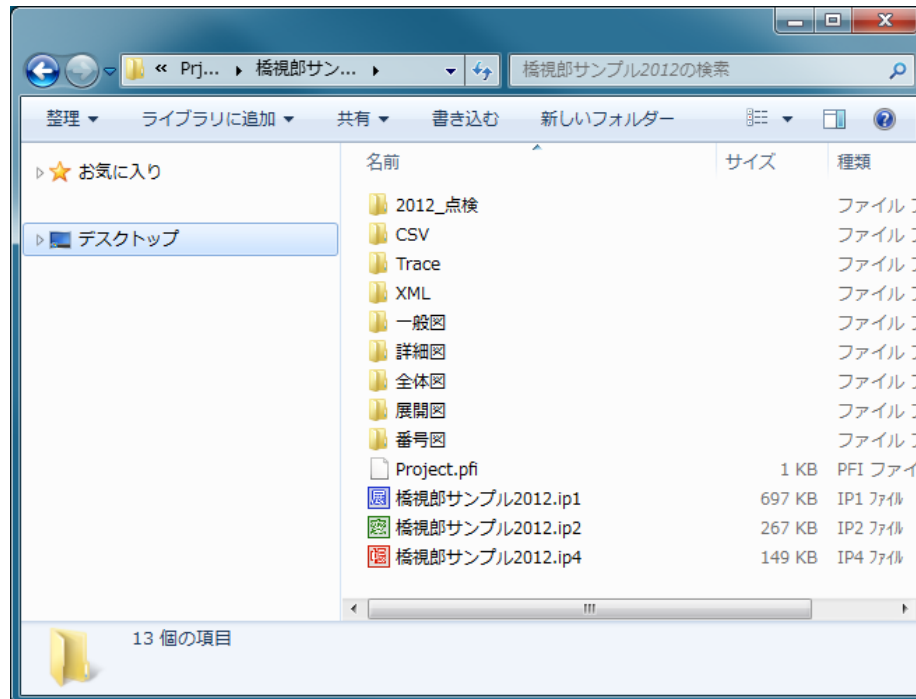 « Prj... ▸ 橋視郎サン... ▸ 橋視郎サンプル2012の検索
整理 ▼ ライブラリに追加 ▼ 共有 ▼ 書き込む 新しいフォルダー
お気に入り
デスクトップ
名前 サイズ 種類
2012_点検 ファイル フ
CSV ファイル フ
Trace ファイル フ
XML ファイル フ
一般図 ファイル フ
詳細図 ファイル フ
全体図 ファイル フ
展開図 ファイル フ
番号図 ファイル フ
Project.pfi 1 KB PFI ファイ
橋視郎サンプル2012.ip1 697 KB IP1 ファイル
橋視郎サンプル2012.ip2 267 KB IP2 ファイル
橋視郎サンプル2012.ip4 149 KB IP4 ファイル
13 個の項目